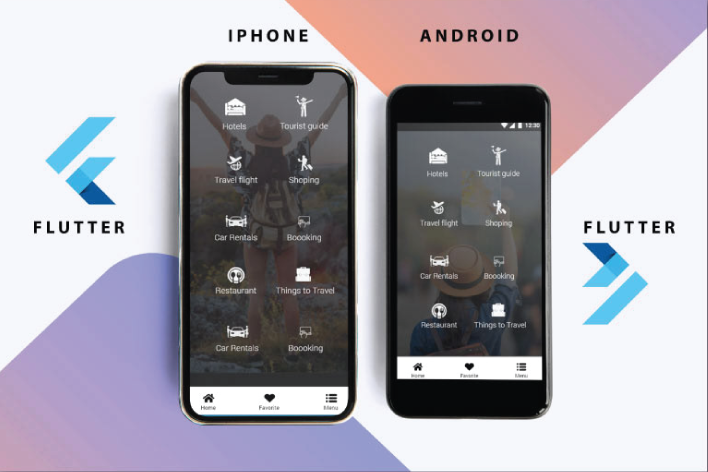 IPHONE
ANDROID
FLUTTER
FLUTTER
Hotels Tourist guide
Travel flight Shoping
Car Rentals Boooking
Restaurant Things to Travel
Car Rentals Boooking
Home Favorite Menu
12:30
Hotels Tourist guide
Travel flight Shoping
Car Rentals Boooking
Restaurant Things to Travel
Home Favorite Menu